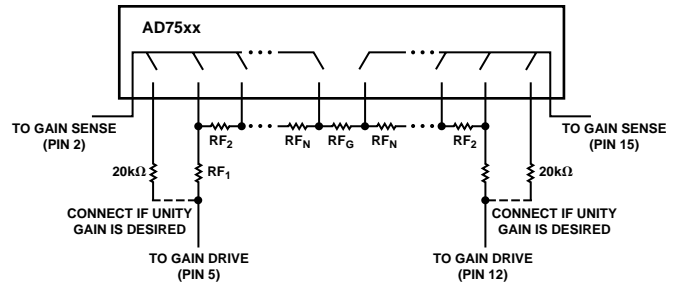 AD75xx
TO GAIN SENSE
(PIN 2)
TO GAIN SENSE
(PIN 15)
RF2
RFN
RFG
RFN
RF2
20kΩ
RF1
20kΩ
CONNECT IF UNITY
GAIN IS DESIRED
CONNECT IF UNITY
GAIN IS DESIRED
TO GAIN DRIVE
(PIN 5)
TO GAIN DRIVE
(PIN 12)